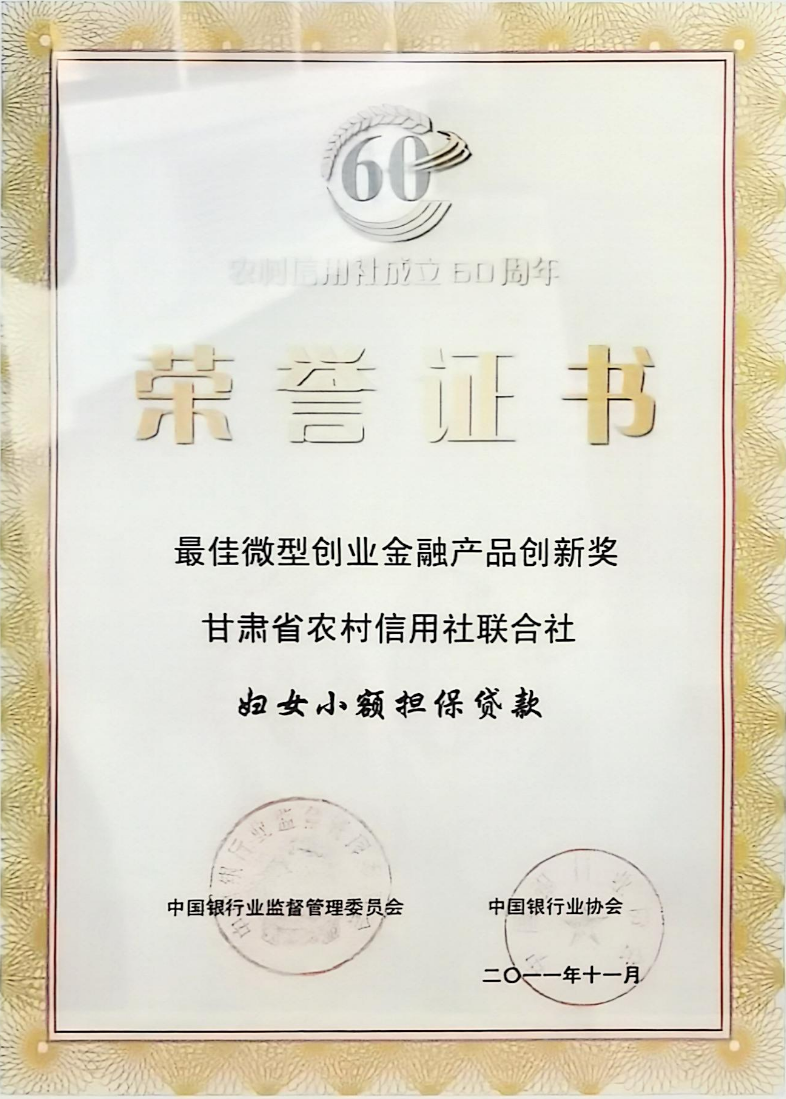 60
农村信用社成立60周年
荣誉证书
最佳微型创业金融产品创新奖
甘肃省农村信用社联合社
妇女小额担保贷款
中国银行业监督管理委员会
中国银行业协会
二〇一一年十一月